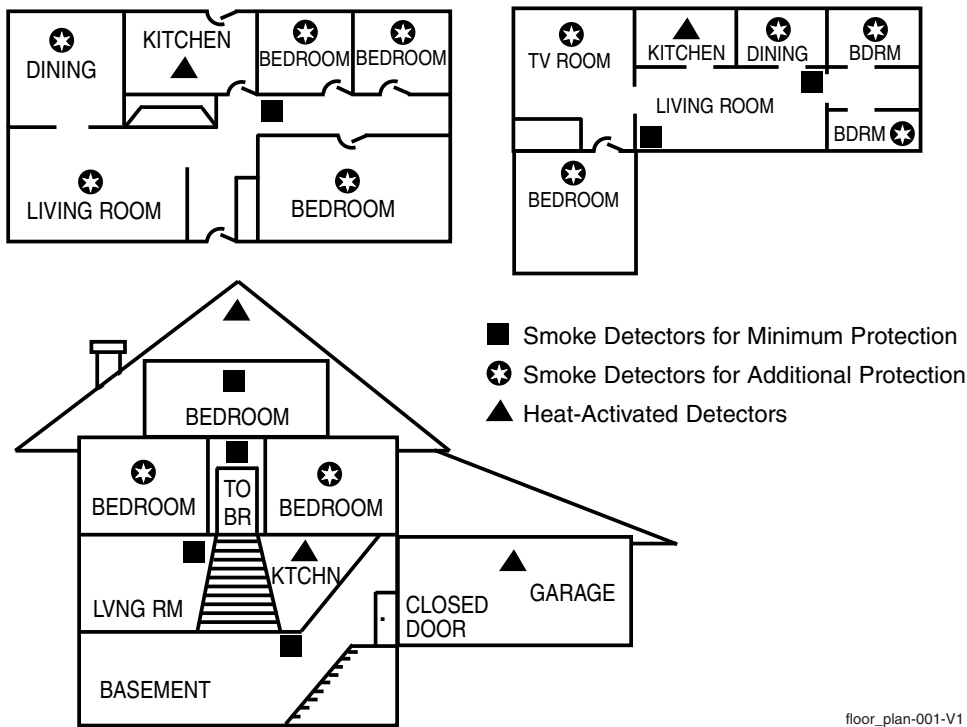 DINING
KITCHEN
BEDROOM
BEDROOM
LIVING ROOM
BEDROOM
TV ROOM
KITCHEN
DINING
BDRM
LIVING ROOM
BDRM
BEDROOM
Smoke Detectors for Minimum Protection
Smoke Detectors for Additional Protection
Heat-Activated Detectors
BEDROOM
BEDROOM
TO
BR
BEDROOM
LVNG RM
KTCHN
CLOSED
DOOR
GARAGE
BASEMENT
floor_plan-001-V1